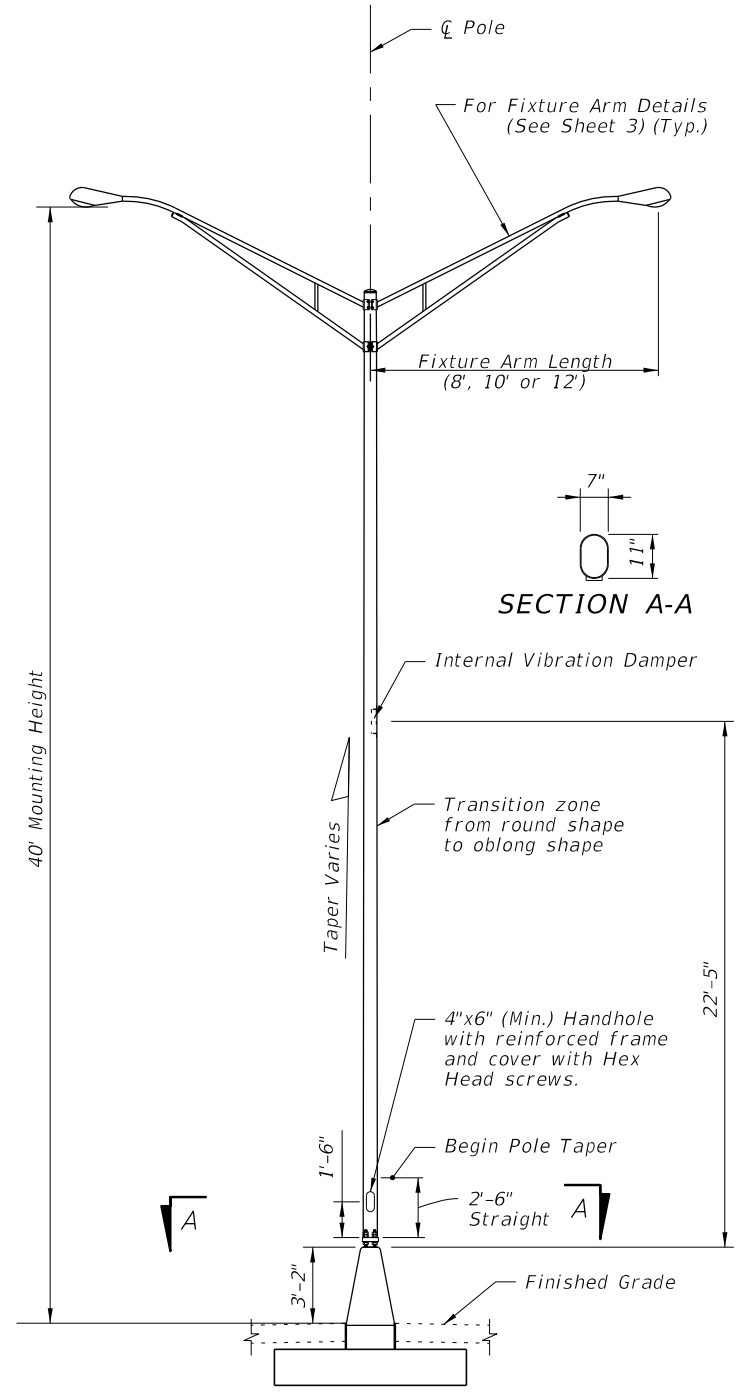 ℄ Pole
For Fixture Arm Details
(See Sheet 3) (Typ.)
Fixture Arm Length
(8', 10' or 12')
7"
11"
SECTION A-A
Internal Vibration Damper
40' Mounting Height
Taper Varies
Transition zone
from round shape
to oblong shape
22'-5"
4"x6" (Min.) Handhole
with reinforced frame
and cover with Hex
Head screws.
1'-6"
Begin Pole Taper
2'-6"
Straight
A
A
3'-2"
Finished Grade